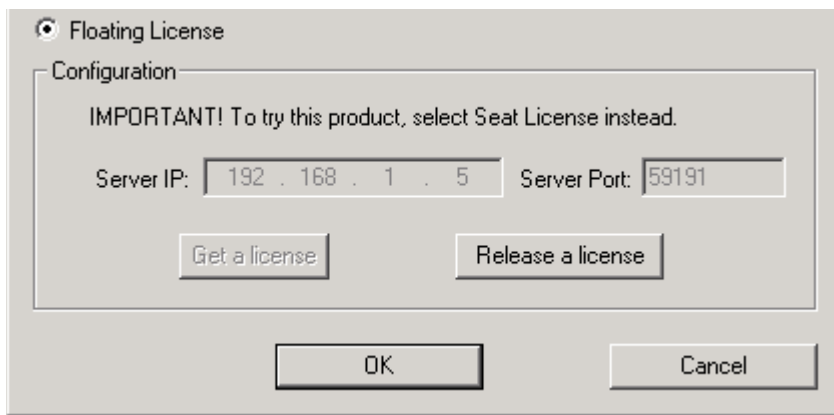 Floating License
Configuration
IMPORTANT! To try this product, select Seat License instead.
Server IP: 192 . 168 . 1 . 5 Server Port: 59191
Get a license Release a license
OK Cancel